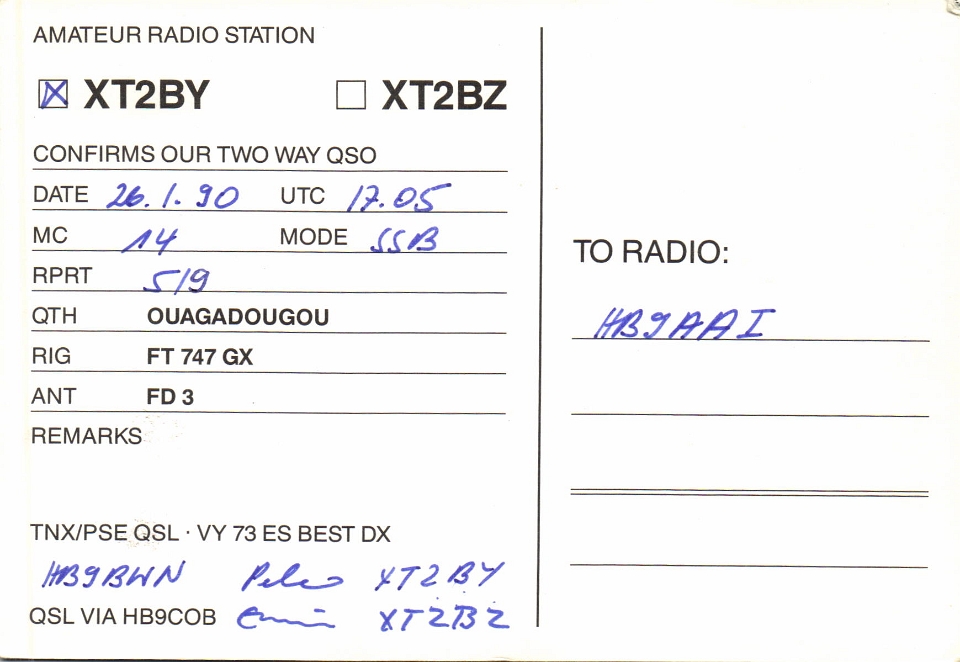 AMATEUR RADIO STATION
XT2BY XT2BZ
CONFIRMS OUR TWO WAY QSO
DATE 26.1.90 UTC 17.05
MC 14 MODE SSB
RPRT 519
QTH OUAGADOUGOU
RIG FT 747 GX
ANT FD 3
REMARKS
TNX/PSE QSL · VY 73 ES BEST DX
HB9BWN XT2BY
QSL VIA HB9COB XT2BZ
TO RADIO:
HB9AAI